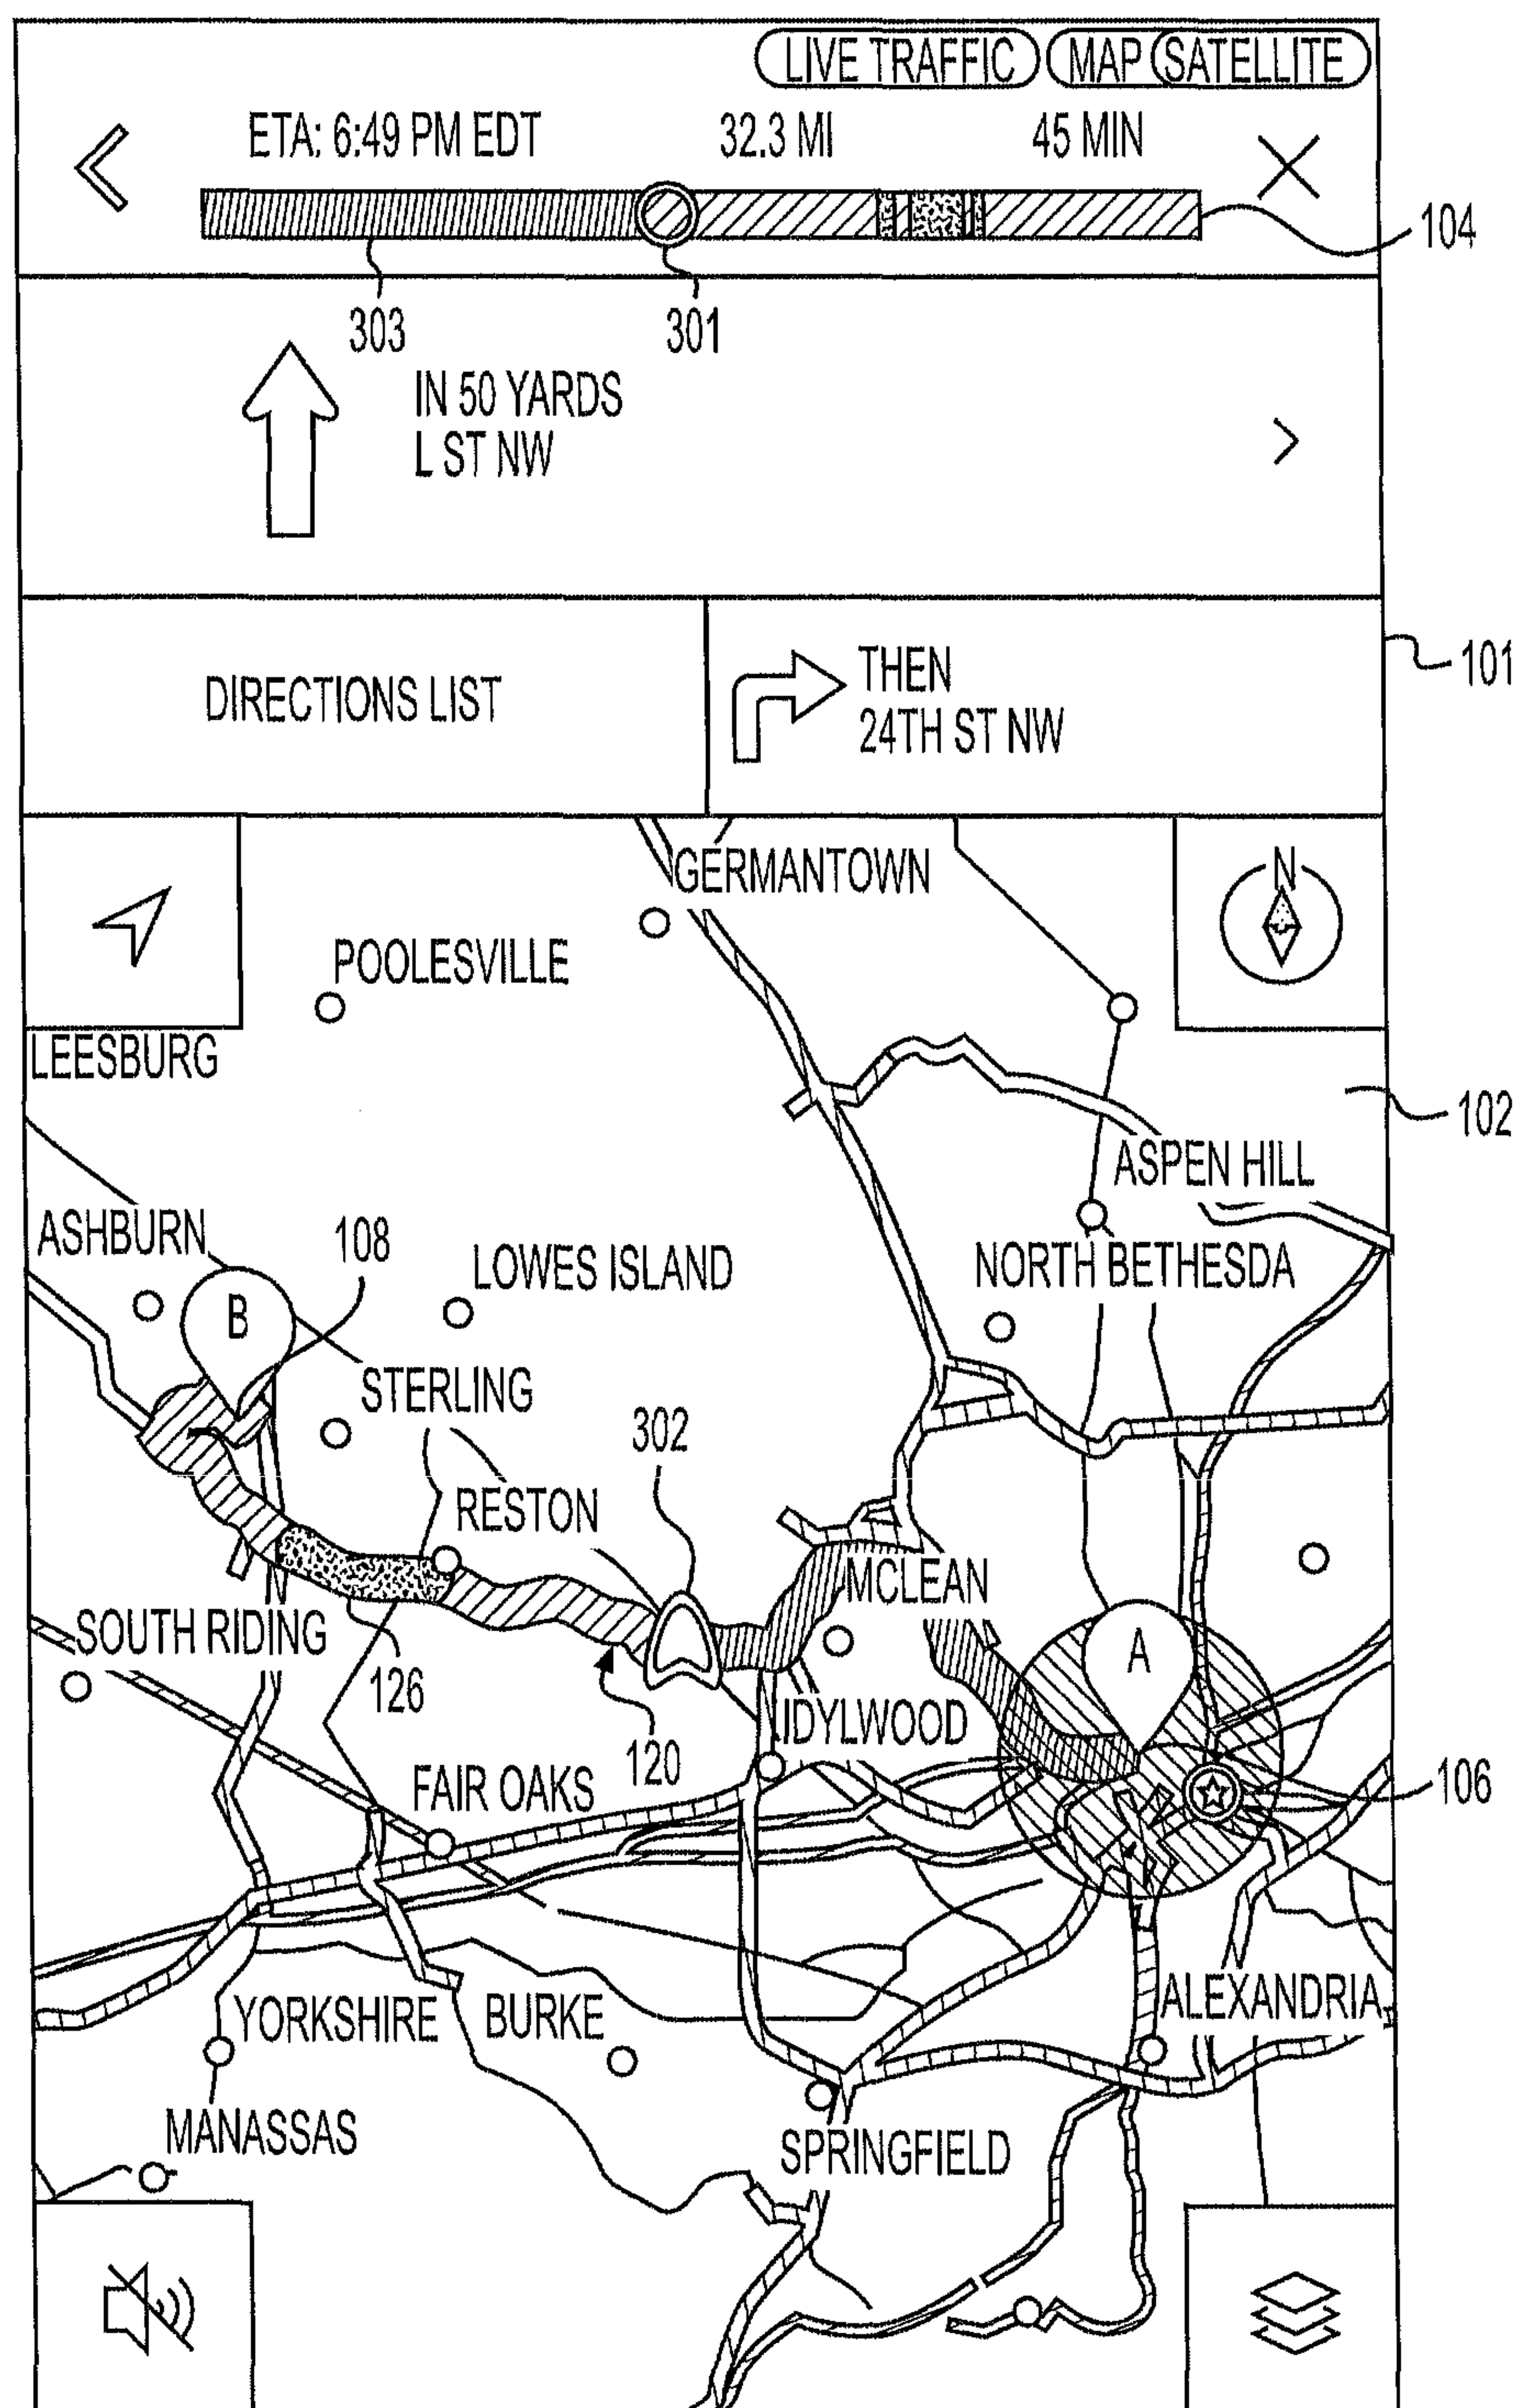 LIVE TRAFFIC
MAP SATELLITE
ETA: 6:49 PM EDT 32.3 MI 45 MIN
104
303 301
IN 50 YARDS
L ST NW
101
DIRECTIONS LIST
THEN
24TH ST NW
GERMANTOWN
N
POOLESVILLE
LEESBURG
102
ASPEN HILL
ASHBURN
108
LOWES ISLAND
NORTH BETHESDA
B
STERLING
302
RESTON
MCLEAN
SOUTH RIDING
A
126
IDYLWOOD
120
FAIR OAKS
106
ALEXANDRIA
YORKSHIRE
BURKE
MANASSAS
SPRINGFIELD